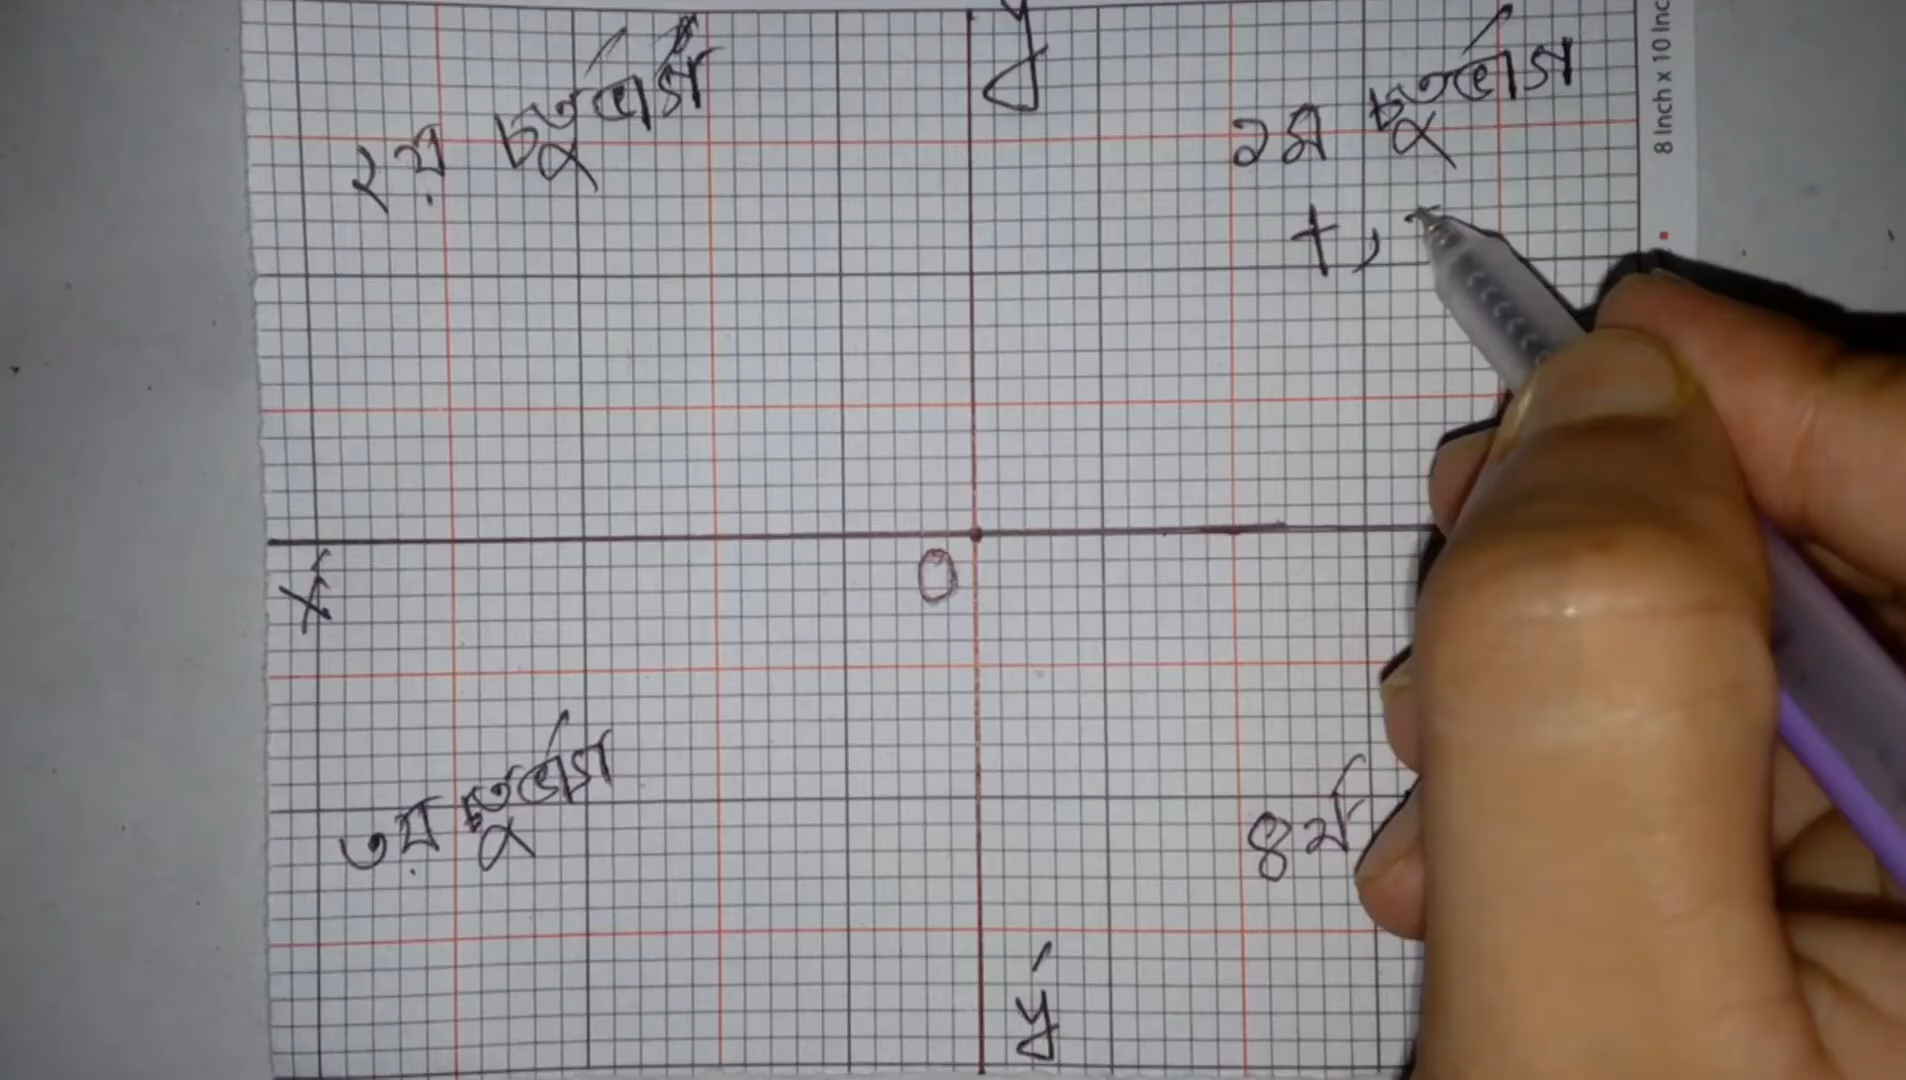 y
২য় চতুর্ভাগ
১ম চতুর্ভাগ
+,
8 Inch x 10 Inc
X'
O
৩য় চতুর্ভাগ
৪র্থ
y'